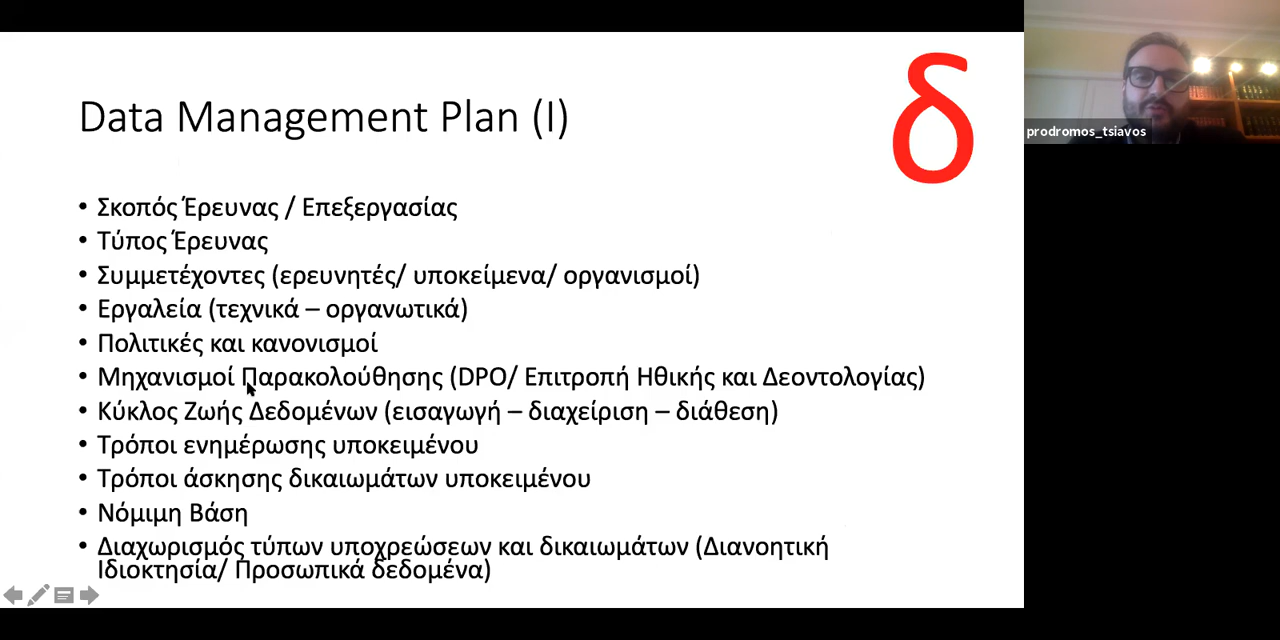 Data Management Plan (I)
δ
prodromos_tsiavos
• Σκοπός Έρευνας / Επεξεργασίας
• Τύπος Έρευνας
• Συμμετέχοντες (ερευνητές/ υποκείμενα/ οργανισμοί)
• Εργαλεία (τεχνικά – οργανωτικά)
• Πολιτικές και κανονισμοί
• Μηχανισμοί Παρακολούθησης (DPO/ Επιτροπή Ηθικής και Δεοντολογίας)
• Κύκλος Ζωής Δεδομένων (εισαγωγή – διαχείριση – διάθεση)
• Τρόποι ενημέρωσης υποκειμένου
• Τρόποι άσκησης δικαιωμάτων υποκειμένου
• Νόμιμη Βάση
• Διαχωρισμός τύπων υποχρεώσεων και δικαιωμάτων (Διανοητική
Ιδιοκτησία/ Προσωπικά δεδομένα)